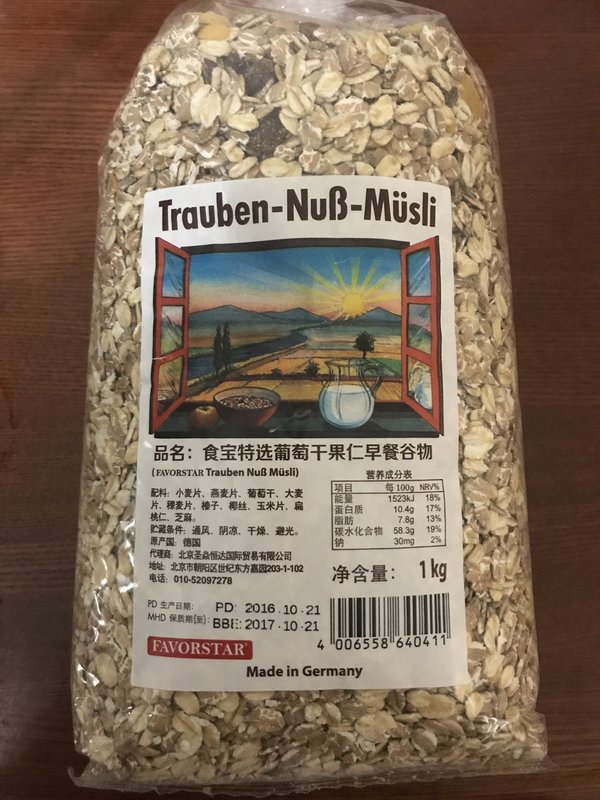 Trauben-Nuß-Müsli
品名：食宝特选葡萄干果仁早餐谷物
(FAVORSTAR Trauben Nuß Müsli)
配料：小麦片、燕麦片、葡萄干、大麦
片、稞麦片、榛子、椰丝、玉米片、扁
桃仁、芝麻。
贮藏条件：通风、阴凉、干燥、避光。
原产国：德国
代理商：北京圣焱恒达国际贸易有限公司
地址：北京市朝阳区世纪东方嘉园203-1-102
电话：010-52097278
营养成分表
项目 每100g NRV%
能量 1523kJ 18%
蛋白质 10.4g 17%
脂肪 7.8g 13%
碳水化合物 58.3g 19%
钠 30mg 2%
净含量： 1 kg
PD 生产日期： PD: 2016.10.21
MHD 保质期(至)： BBE: 2017.10.21
4 006558 640411
FAVORSTAR®
Made in Germany